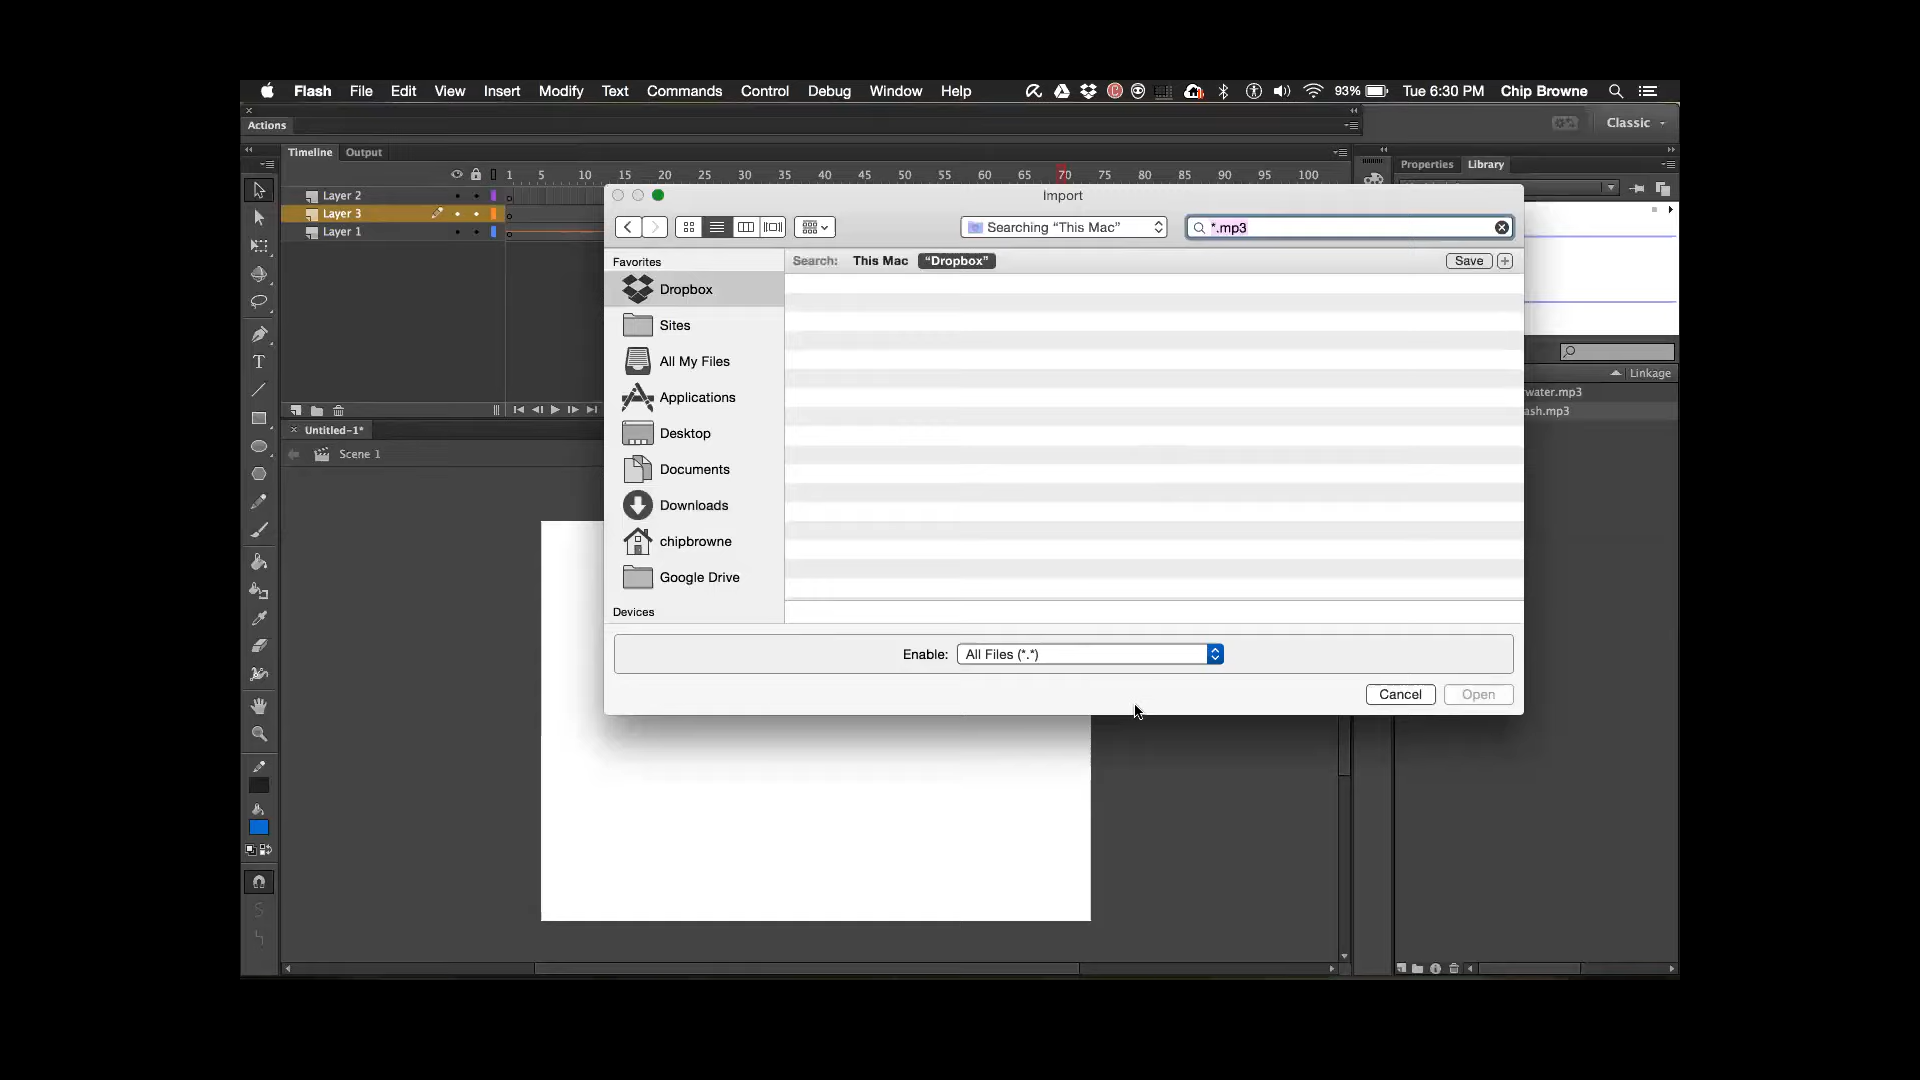 Flash File Edit View Insert Modify Text Commands Control Debug Window Help 93% Tue 6:30 PM Chip Browne
Actions Classic
Timeline Output Properties Library
1 5 10 15 20 25 30 35 40 45 50 55 60 65 70 75 80 85 90 95 100
Layer 2
Layer 3
Layer 1
Import
Searching “This Mac” *.mp3
Search: This Mac “Dropbox” Save
Favorites
Dropbox
Sites
All My Files
Applications
Desktop
Documents
Downloads
chipbrowne
Google Drive
Devices
Enable: All Files (*.*)
Cancel Open
Linkage
water.mp3
ash.mp3
Untitled-1*
Scene 1
T